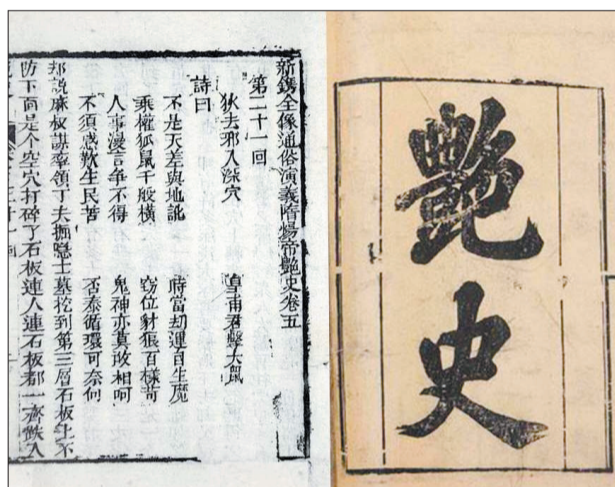 艷史
新鐫全像通俗演義隋煬帝艷史卷五
第二十一回
狄去邪入深穴 皇甫君擊大鼠
詩曰
不是天差與地訛 時當劫運自生魔
乘權狐鼠千般橫 竊位豺狼百樣苛
人事漫言爭不得 鬼神亦莫敢相呵
不須感歎生民苦 否泰循環可奈何
却說麻叔謀率領丁夫掘隐士墓挖到第三層石板上不
防下面是个空穴打碎了石板連人連石板都一齊跌入